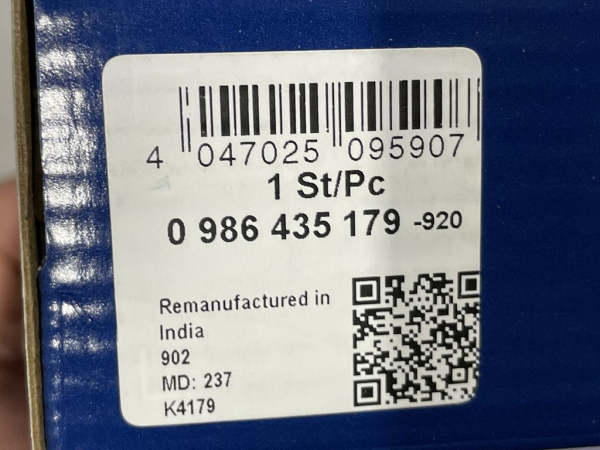 4 047025 095907
1 St/Pc
0 986 435 179 -920
Remanufactured in
India
902
MD: 237
K4179